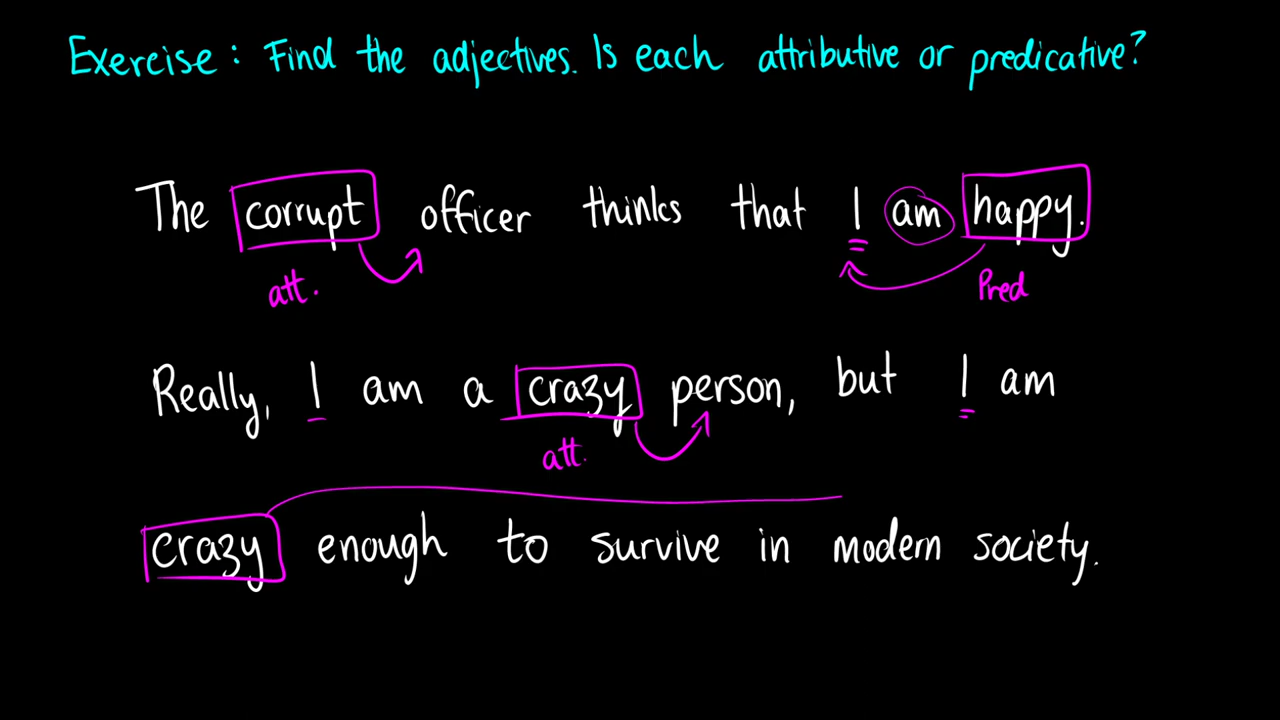 Exercise: Find the adjectives. Is each attributive or predicative?
The corrupt officer thinks that I am happy.
att.
Pred
Really, I am a crazy person, but I am
att.
crazy enough to survive in modern society.